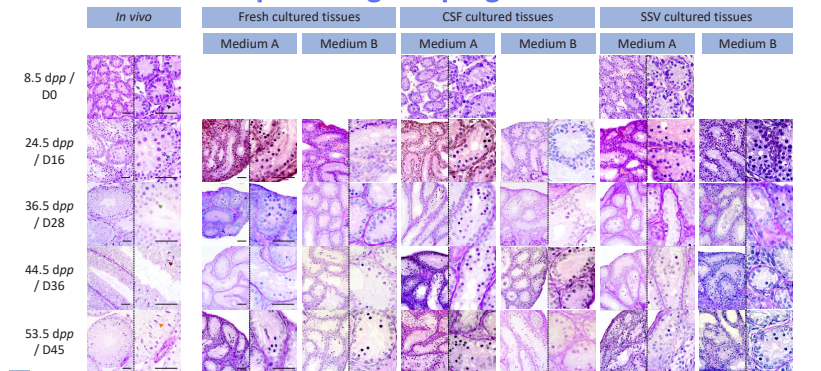 In vivo
Fresh cultured tissues
CSF cultured tissues
SSV cultured tissues
Medium A
Medium B
Medium A
Medium B
Medium A
Medium B
8.5 dpp /
D0
24.5 dpp
/ D16
36.5 dpp
/ D28
44.5 dpp
/ D36
53.5 dpp
/ D45